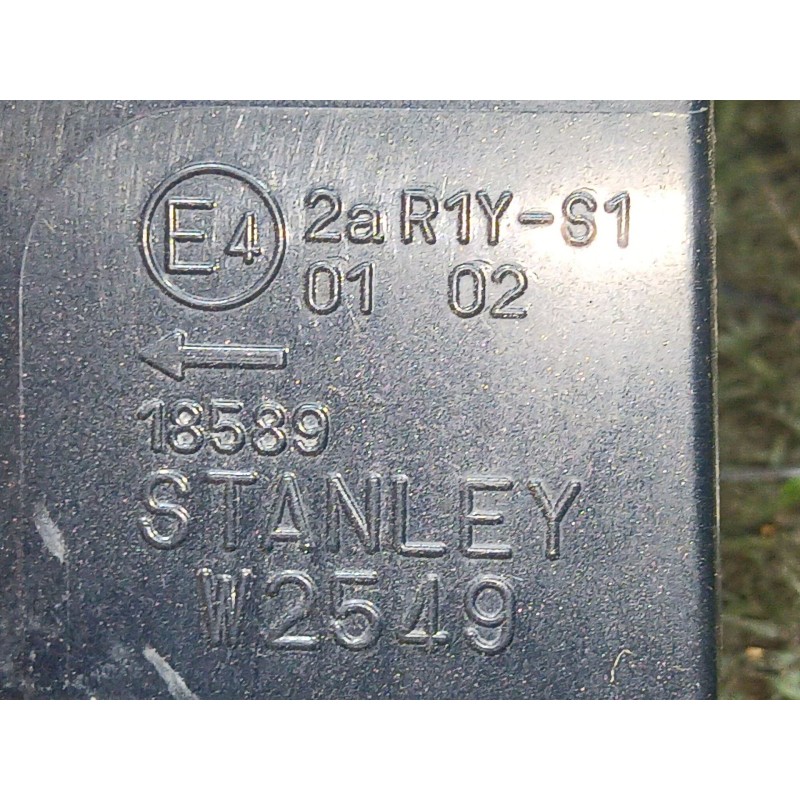 E4 2a R1Y-S1
01 02
←
18589
STANLEY
W2549